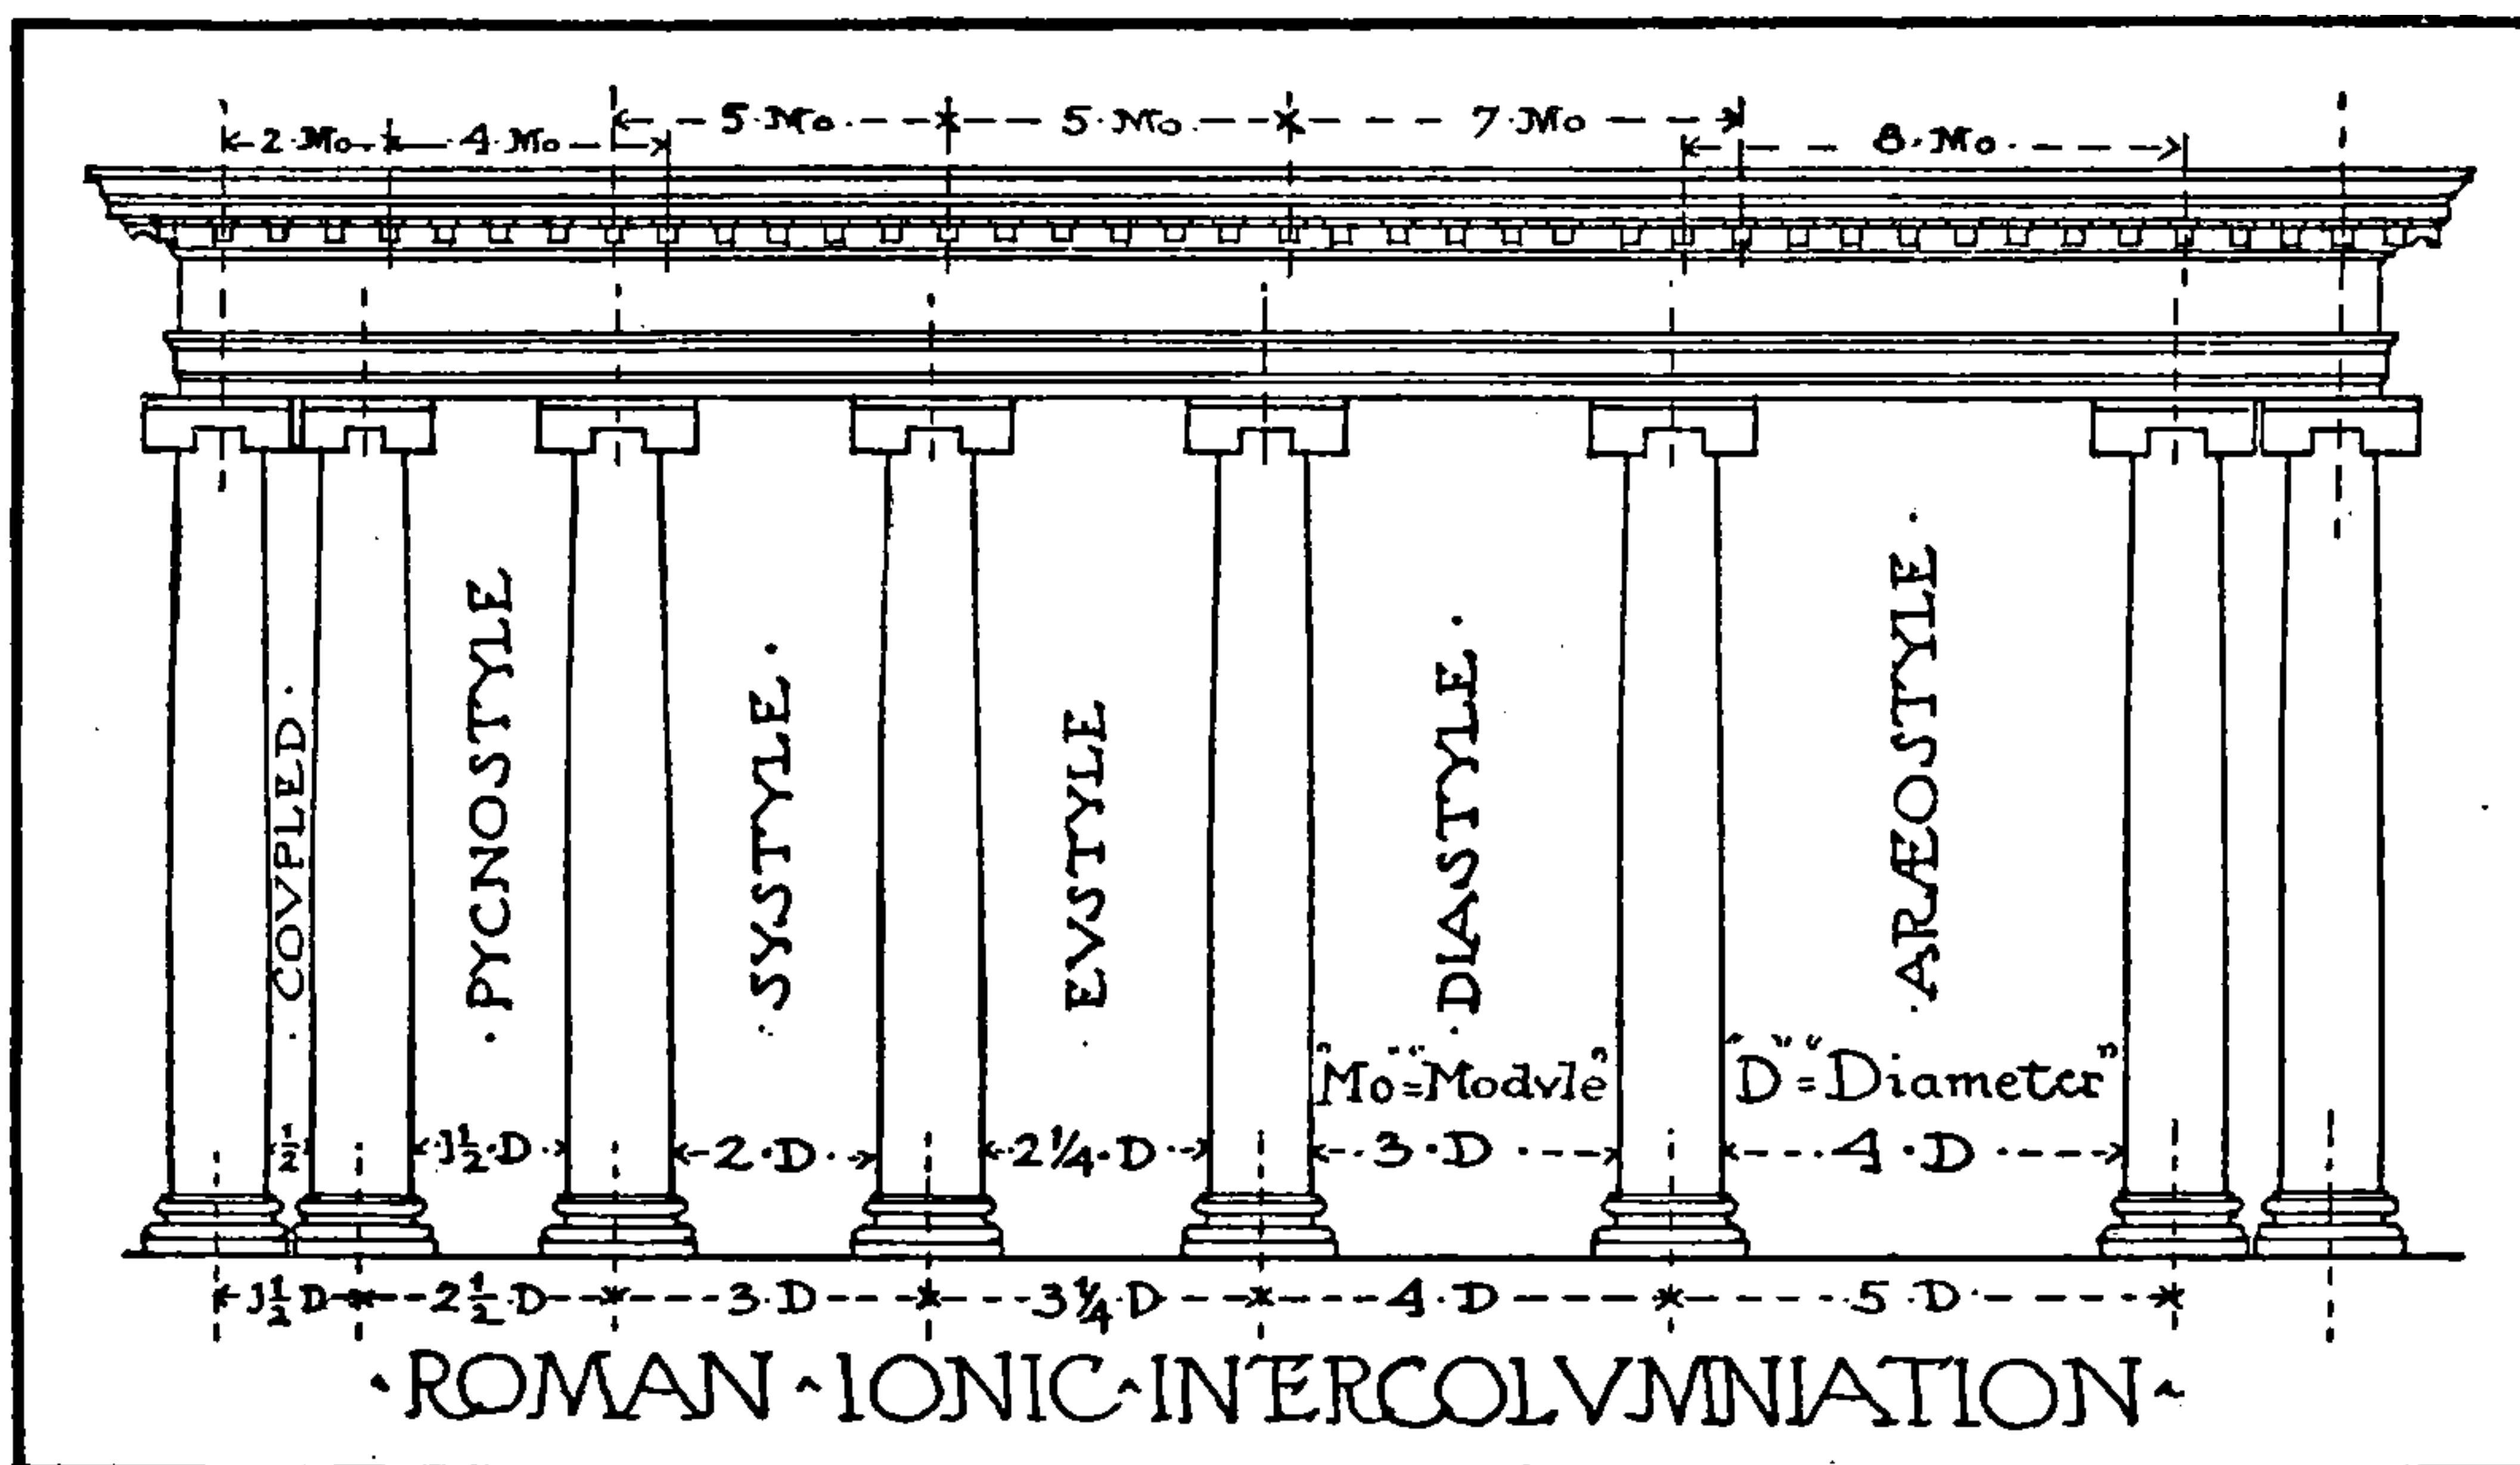 5·Mo. 5·Mo. 7·Mo
2·Mo 4·Mo 8·Mo.
·COVPLED·
·PYCNOSTYLE
·SYSTYLE·
·EVSTYLE
·DIASTYLE·
·ARÆOSTYLE·
"Mo"="Modvle" "D"="Diameter"
½ 1½·D 2·D 2¼·D 3·D 4·D
1½D 2½·D 3·D 3¼·D 4·D 5·D
·ROMAN·IONIC·INTERCOLVMNIATION·